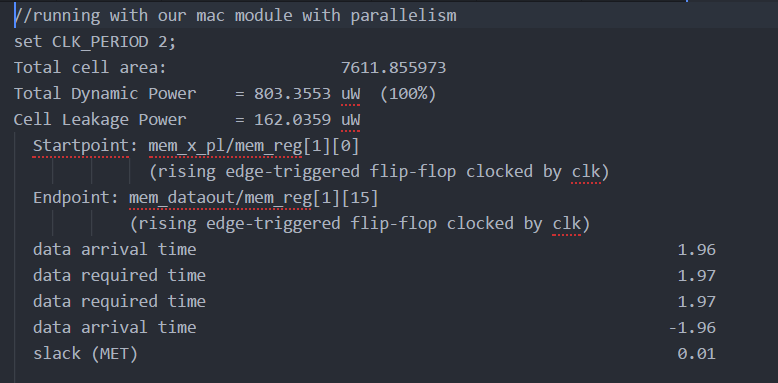 //running with our mac module with parallelism
set CLK_PERIOD 2;
Total cell area: 7611.855973
Total Dynamic Power = 803.3553 uW (100%)
Cell Leakage Power = 162.0359 uW
Startpoint: mem_x_pl/mem_reg[1][0]
(rising edge-triggered flip-flop clocked by clk)
Endpoint: mem_dataout/mem_reg[1][15]
(rising edge-triggered flip-flop clocked by clk)
data arrival time 1.96
data required time 1.97
data required time 1.97
data arrival time -1.96
slack (MET) 0.01